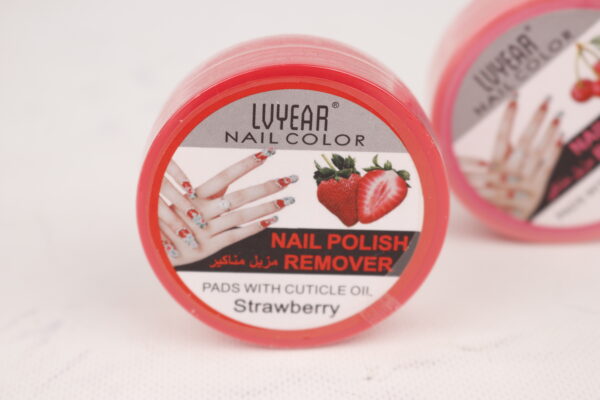 LVYEAR®
NAIL COLOR
NAIL POLISH
مزيل مناكير REMOVER
PADS WITH CUTICLE OIL
Strawberry
LVYEAR
NAIL COLOR